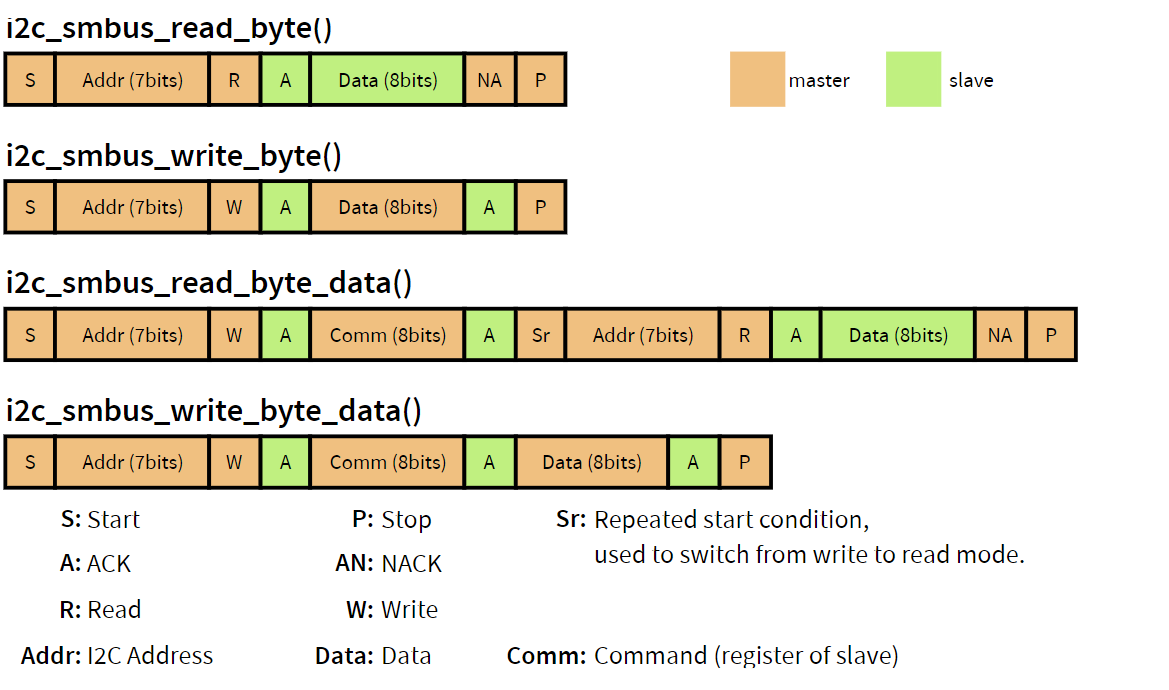 i2c_smbus_read_byte()
S Addr (7bits) R A Data (8bits) NA P
master slave
i2c_smbus_write_byte()
S Addr (7bits) W A Data (8bits) A P
i2c_smbus_read_byte_data()
S Addr (7bits) W A Comm (8bits) A Sr Addr (7bits) R A Data (8bits) NA P
i2c_smbus_write_byte_data()
S Addr (7bits) W A Comm (8bits) A Data (8bits) A P
S: Start P: Stop Sr: Repeated start condition,
used to switch from write to read mode.
A: ACK AN: NACK
R: Read W: Write
Addr: I2C Address Data: Data Comm: Command (register of slave)